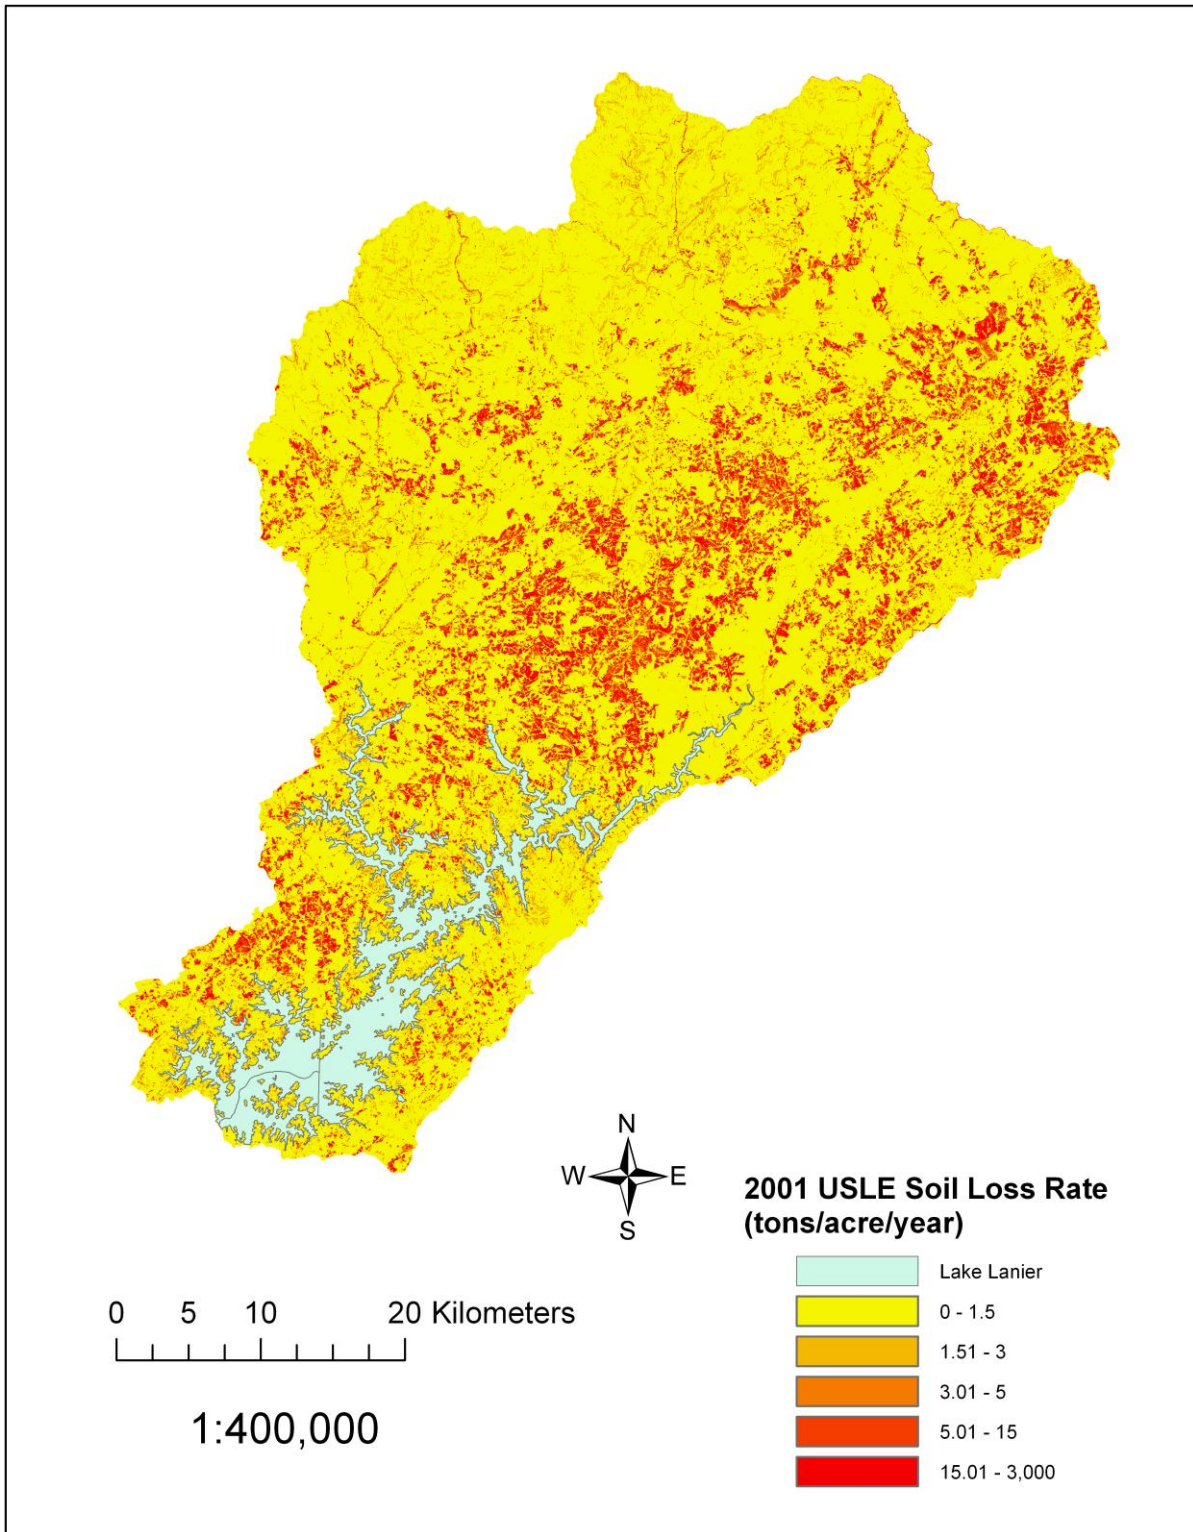 N
W E
S
2001 USLE Soil Loss Rate
(tons/acre/year)
Lake Lanier
0 - 1.5
1.51 - 3
3.01 - 5
5.01 - 15
15.01 - 3,000
0 5 10 20 Kilometers
1:400,000